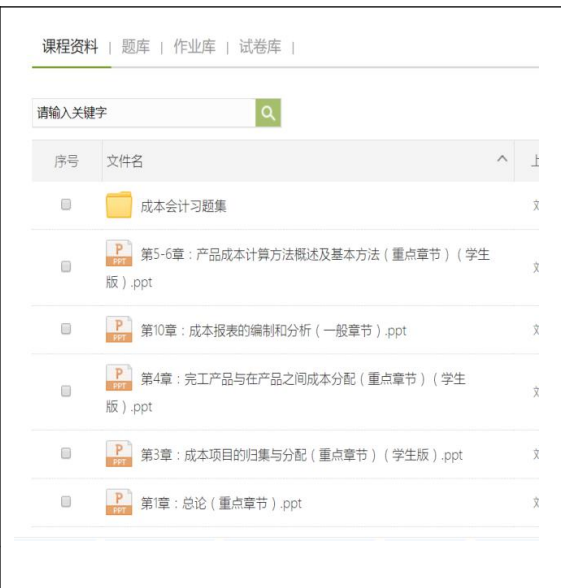 课程资料 | 题库 | 作业库 | 试卷库 |
请输入关键字
序号 文件名
成本会计习题集
第5-6章：产品成本计算方法概述及基本方法（重点章节）（学生
版）.ppt
第10章：成本报表的编制和分析（一般章节）.ppt
第4章：完工产品与在产品之间成本分配（重点章节）（学生
版）.ppt
第3章：成本项目的归集与分配（重点章节）（学生版）.ppt
第1章：总论（重点章节）.ppt